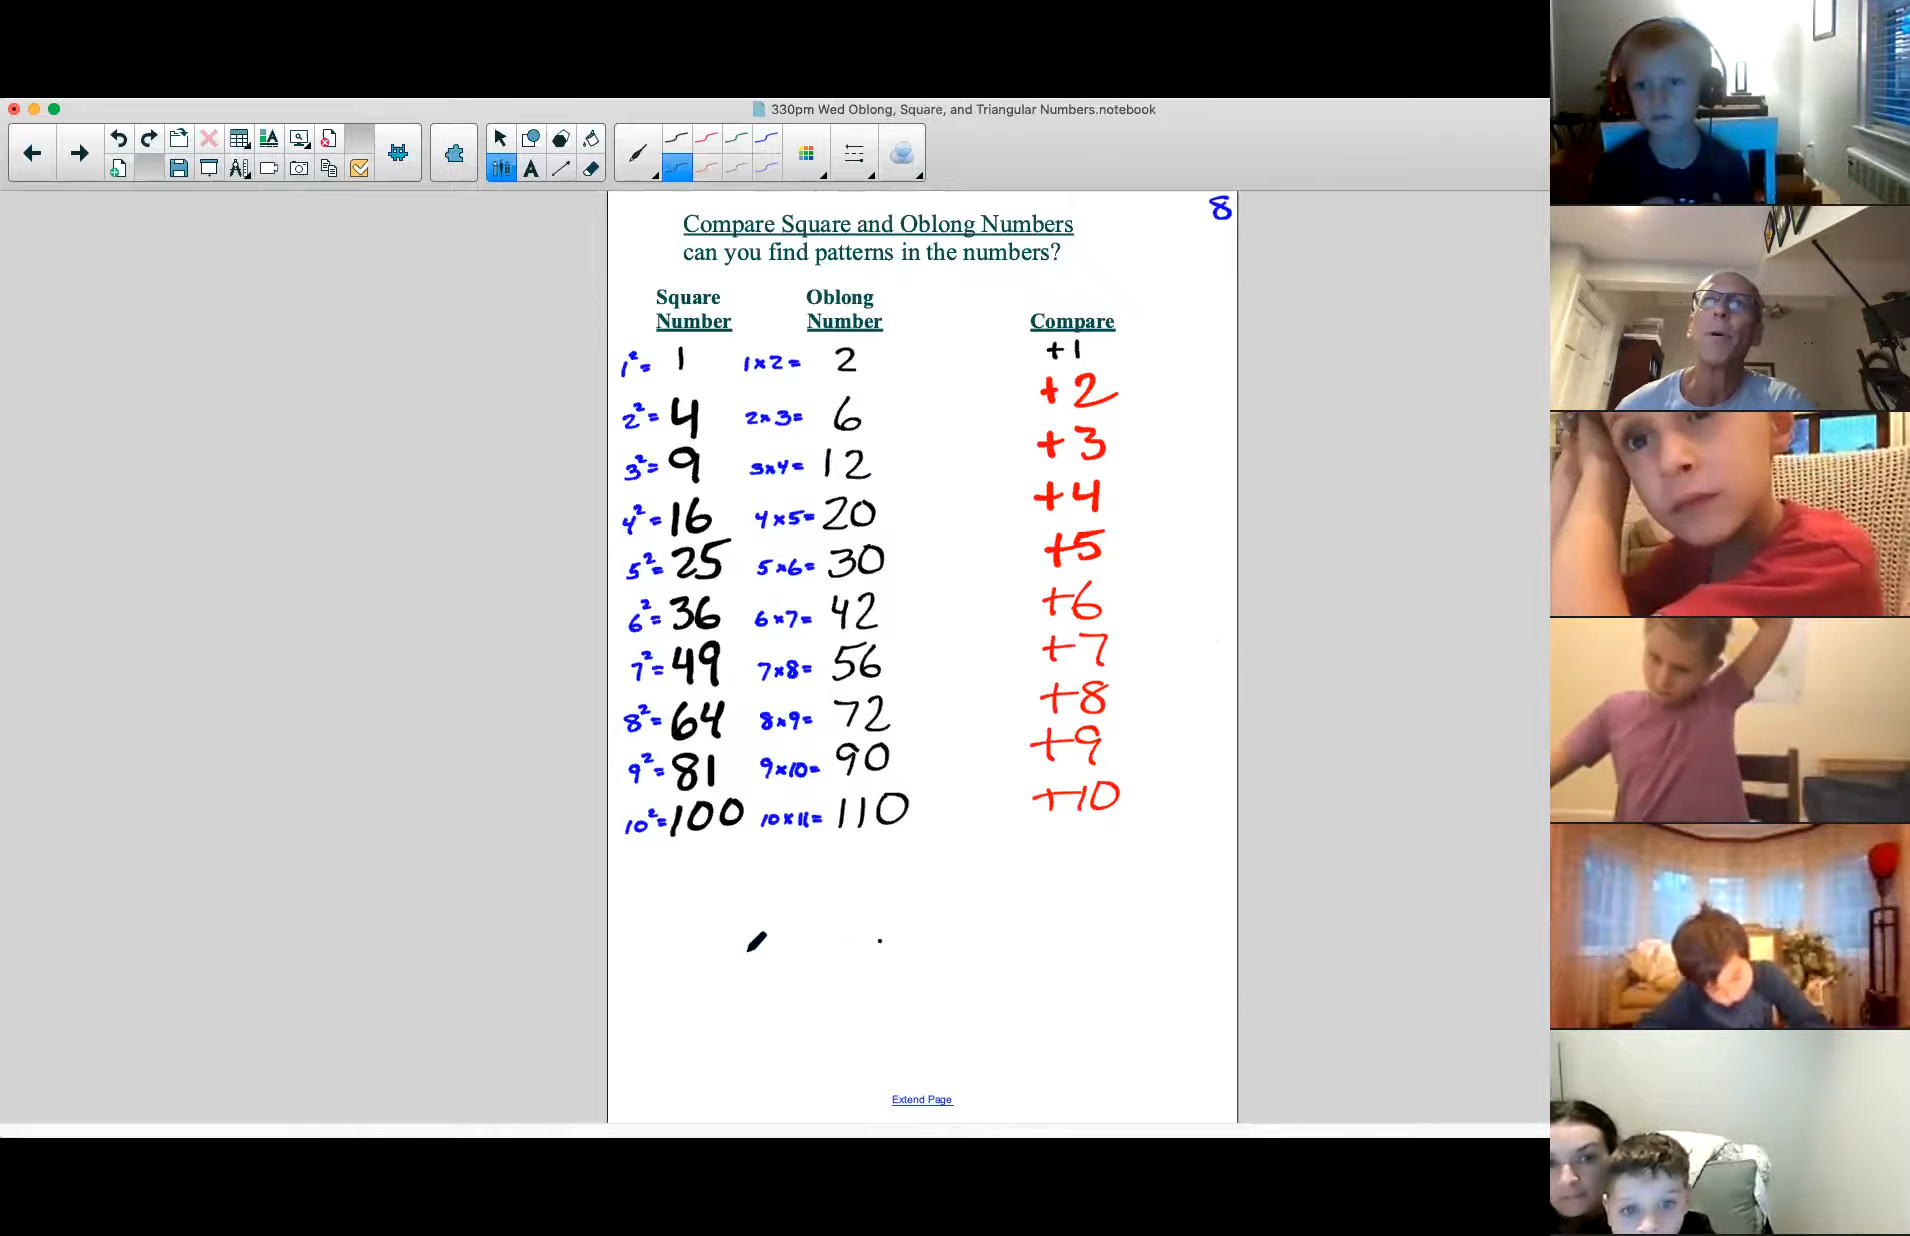 330pm Wed Oblong, Square, and Triangular Numbers.notebook
A
8
Compare Square and Oblong Numbers
can you find patterns in the numbers?
Square Number
Oblong Number
Compare
1²= 1 1×2= 2 +1
2²= 4 2×3= 6 +2
3²= 9 3×4= 12 +3
4²= 16 4×5= 20 +4
5²= 25 5×6= 30 +5
6²= 36 6×7= 42 +6
7²= 49 7×8= 56 +7
8²= 64 8×9= 72 +8
9²= 81 9×10= 90 +9
10²= 100 10×11= 110 +10
Extend Page